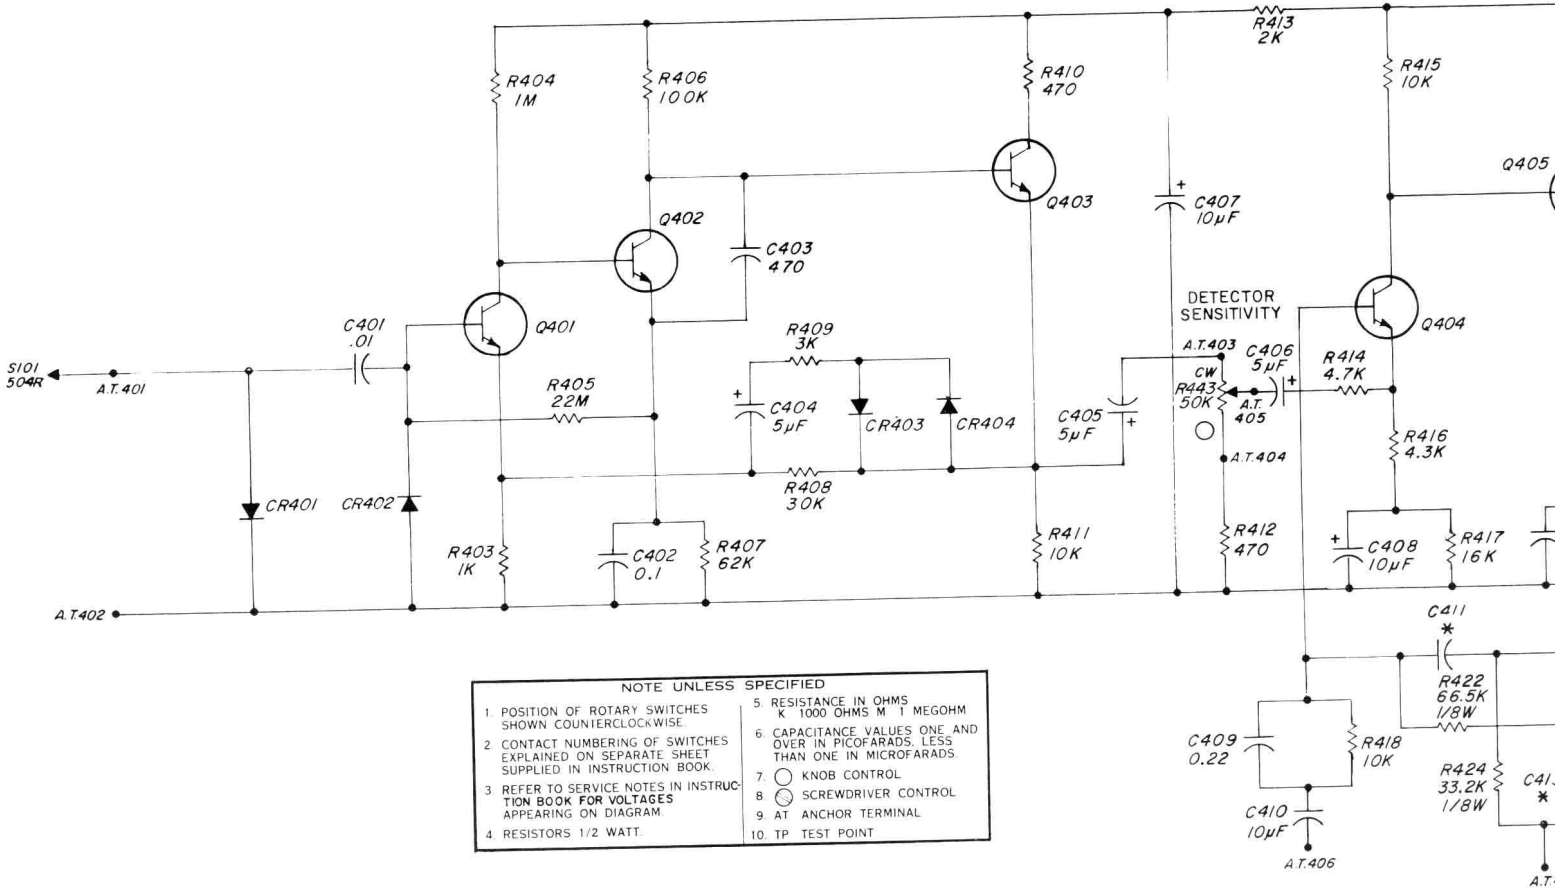 R413
2K
R404
1M
R406
100K
R410
470
R415
10K
Q405
Q403
C407
10µF
Q402
C403
470
DETECTOR
SENSITIVITY
Q401
C401
.01
R409
3K
A.T.403
C406
5µF
Q404
R414
4.7K
S101
504R
A.T.401
CW
R443
50K
A.T.
405
R405
22M
+
C404
5µF
CR403
CR404
C405
5µF
+
+
+
A.T.404
R416
4.3K
CR401
CR402
R408
30K
R403
1K
C402
0.1
R407
62K
R411
10K
R412
470
+
C408
10µF
R417
16K
A.T.402
C411
*
R422
66.5K
1/8W
C409
0.22
R418
10K
R424
33.2K
1/8W
*
C410
10µF
A.T.406
NOTE UNLESS SPECIFIED
1. POSITION OF ROTARY SWITCHES
SHOWN COUNTERCLOCKWISE.
2. CONTACT NUMBERING OF SWITCHES
EXPLAINED ON SEPARATE SHEET
SUPPLIED IN INSTRUCTION BOOK.
3. REFER TO SERVICE NOTES IN INSTRUC-
TION BOOK FOR VOLTAGES
APPEARING ON DIAGRAM
4. RESISTORS 1/2 WATT.
5. RESISTANCE IN OHMS
K 1000 OHMS M 1 MEGOHM
6. CAPACITANCE VALUES ONE AND
OVER IN PICOFARADS. LESS
THAN ONE IN MICROFARADS.
7. KNOB CONTROL
8. SCREWDRIVER CONTROL
9. AT ANCHOR TERMINAL
10. TP TEST POINT